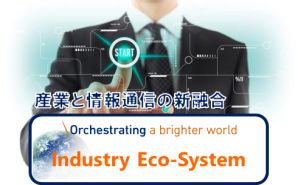 START
産業と情報通信の新融合
\Orchestrating a brighter world
Industry Eco-System